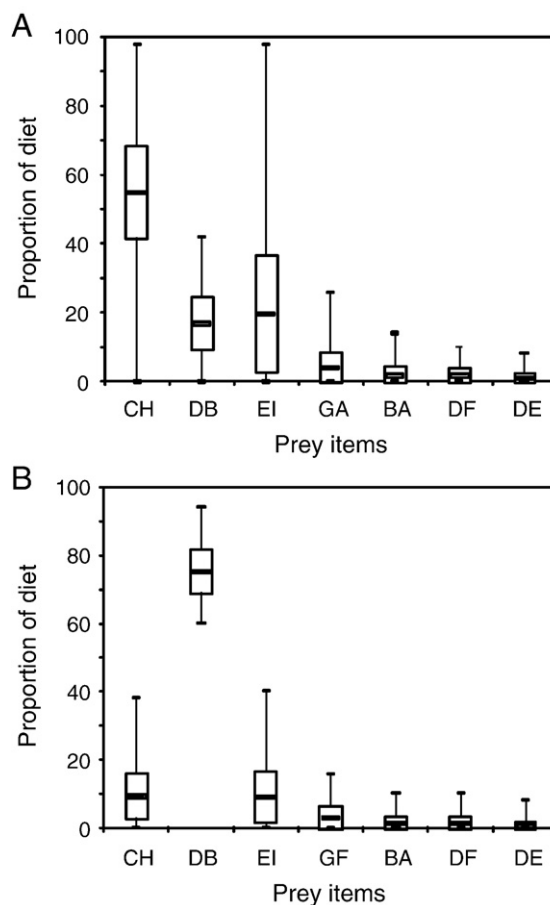 A
Proportion of diet
100
80
60
40
20
0
CH DB EI GA BA DF DE
Prey items
B
Proportion of diet
100
80
60
40
20
0
CH DB EI GF BA DF DE
Prey items